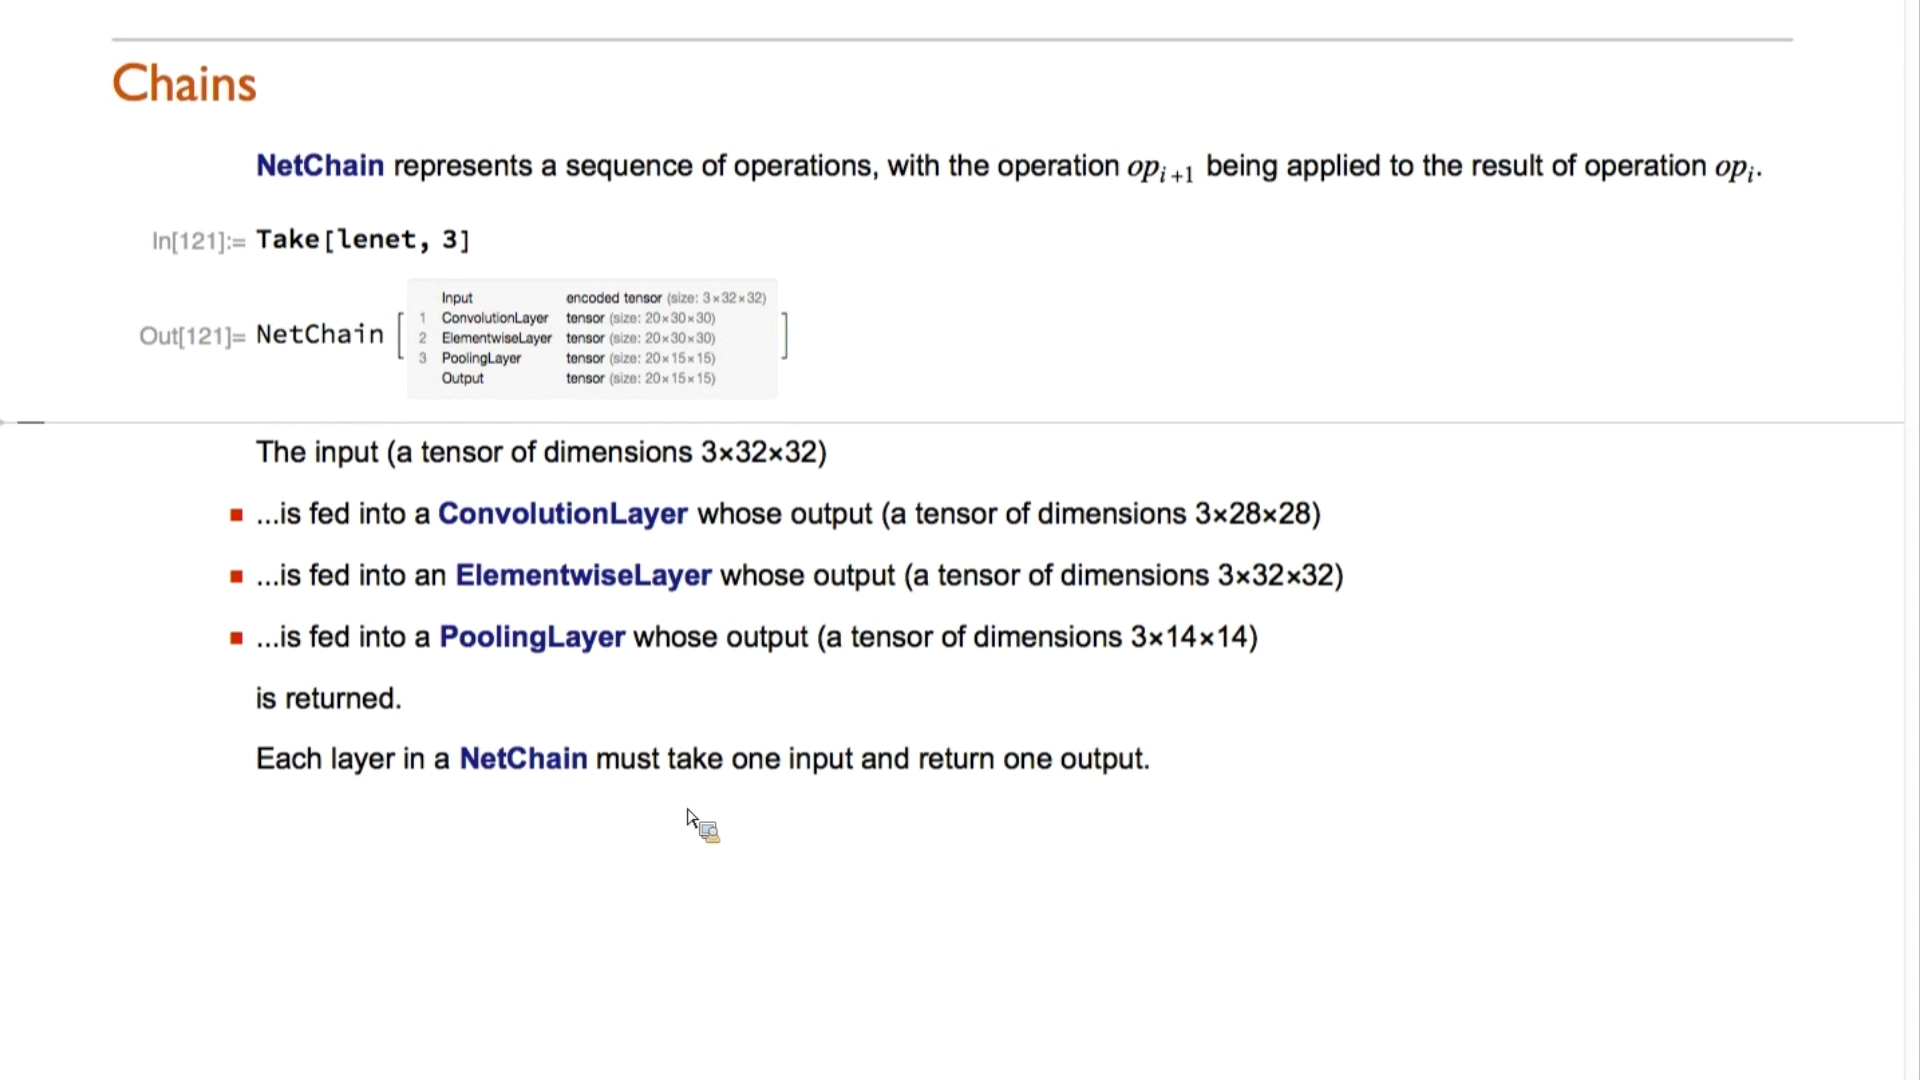 Chains
NetChain represents a sequence of operations, with the operation opᵢ₊₁ being applied to the result of operation opᵢ.
In[121]:= Take[lenet, 3]
Out[121]= NetChain [
Input encoded tensor (size: 3×32×32)
1 ConvolutionLayer tensor (size: 20×30×30)
2 ElementwiseLayer tensor (size: 20×30×30)
3 PoolingLayer tensor (size: 20×15×15)
Output tensor (size: 20×15×15)
]
The input (a tensor of dimensions 3×32×32)
■ ...is fed into a ConvolutionLayer whose output (a tensor of dimensions 3×28×28)
■ ...is fed into an ElementwiseLayer whose output (a tensor of dimensions 3×32×32)
■ ...is fed into a PoolingLayer whose output (a tensor of dimensions 3×14×14)
is returned.
Each layer in a NetChain must take one input and return one output.